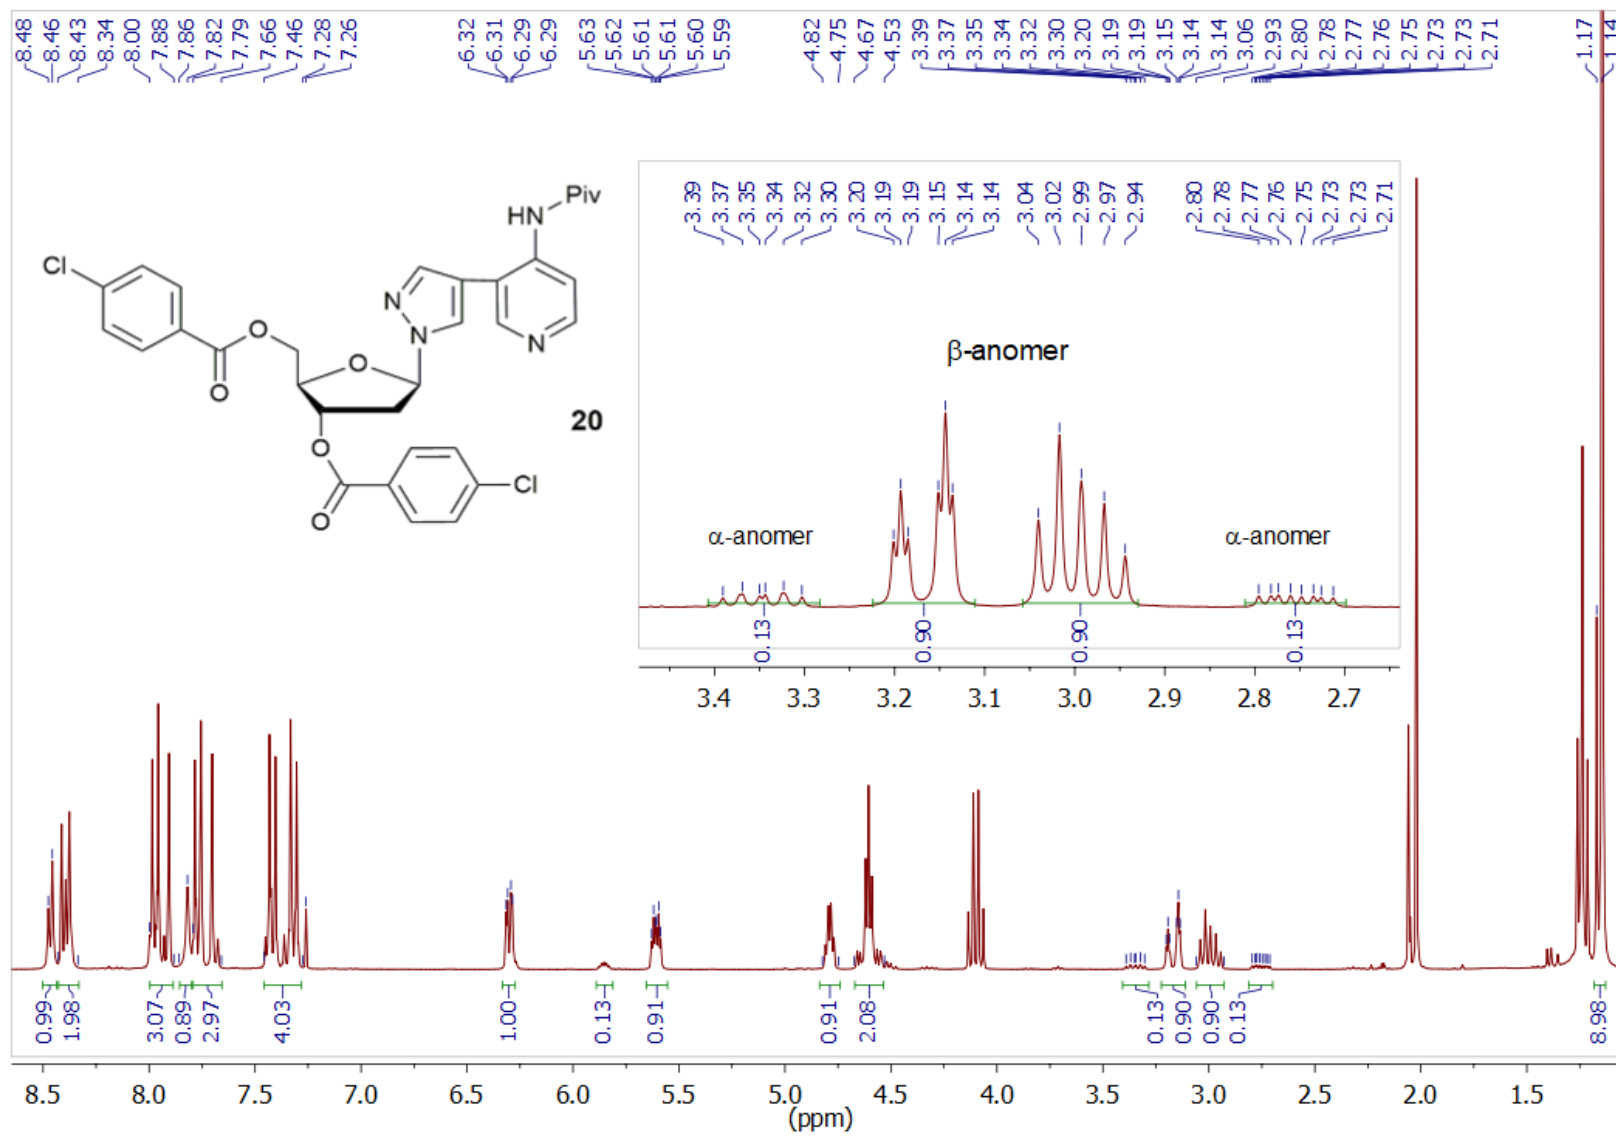 8.48 8.46 8.43 8.34 8.00 7.88 7.86 7.82 7.79 7.66 7.46 7.28 7.26 6.32 6.31 6.29 6.29 5.63 5.62 5.61 5.61 5.60 5.59 4.82 4.75 4.67 4.53 3.39 3.37 3.35 3.34 3.32 3.30 3.20 3.19 3.19 3.15 3.14 3.14 3.06 2.93 2.80 2.78 2.77 2.76 2.75 2.73 2.73 2.71 1.17 1.14
HN Piv
Cl
N
N
N
O
O
O
20
O
O
Cl
3.39 3.37 3.35 3.34 3.32 3.30 3.20 3.19 3.19 3.15 3.14 3.14 3.04 3.02 2.99 2.97 2.94 2.80 2.78 2.77 2.76 2.75 2.73 2.73 2.71
β-anomer
α-anomer
α-anomer
0.13 0.90 0.90 0.13
3.4 3.3 3.2 3.1 3.0 2.9 2.8 2.7
0.99 1.98 3.07 0.89 2.97 4.03 1.00 0.13 0.91 0.91 2.08 0.13 0.90 0.90 0.13 8.98
8.5 8.0 7.5 7.0 6.5 6.0 5.5 5.0 4.5 4.0 3.5 3.0 2.5 2.0 1.5
(ppm)